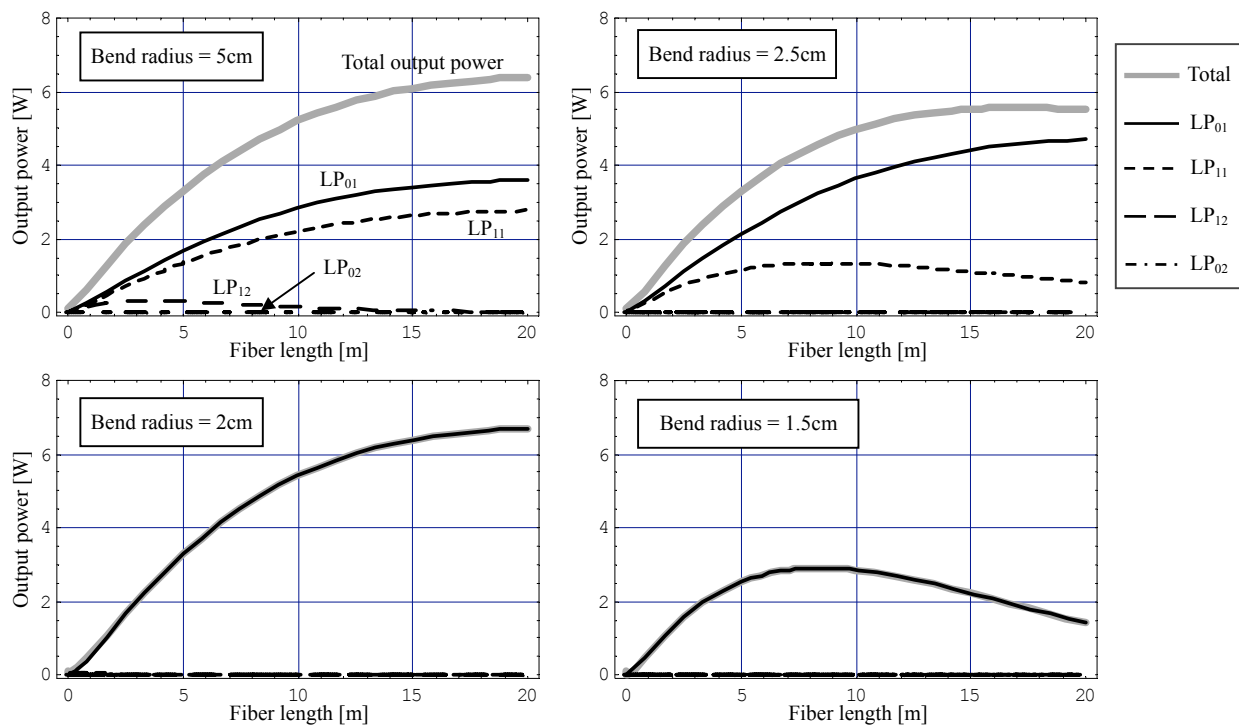 Bend radius = 5cm
Total output power
LP01
LP11
LP12
LP02
Output power [W]
0
2
4
6
8
0 5 10 15 20
Fiber length [m]
Bend radius = 2.5cm
Output power [W]
0
2
4
6
8
0 5 10 15 20
Fiber length [m]
Total
LP01
LP11
LP12
LP02
Bend radius = 2cm
Output power [W]
0
2
4
6
8
0 5 10 15 20
Fiber length [m]
Bend radius = 1.5cm
Output power [W]
0
2
4
6
8
0 5 10 15 20
Fiber length [m]